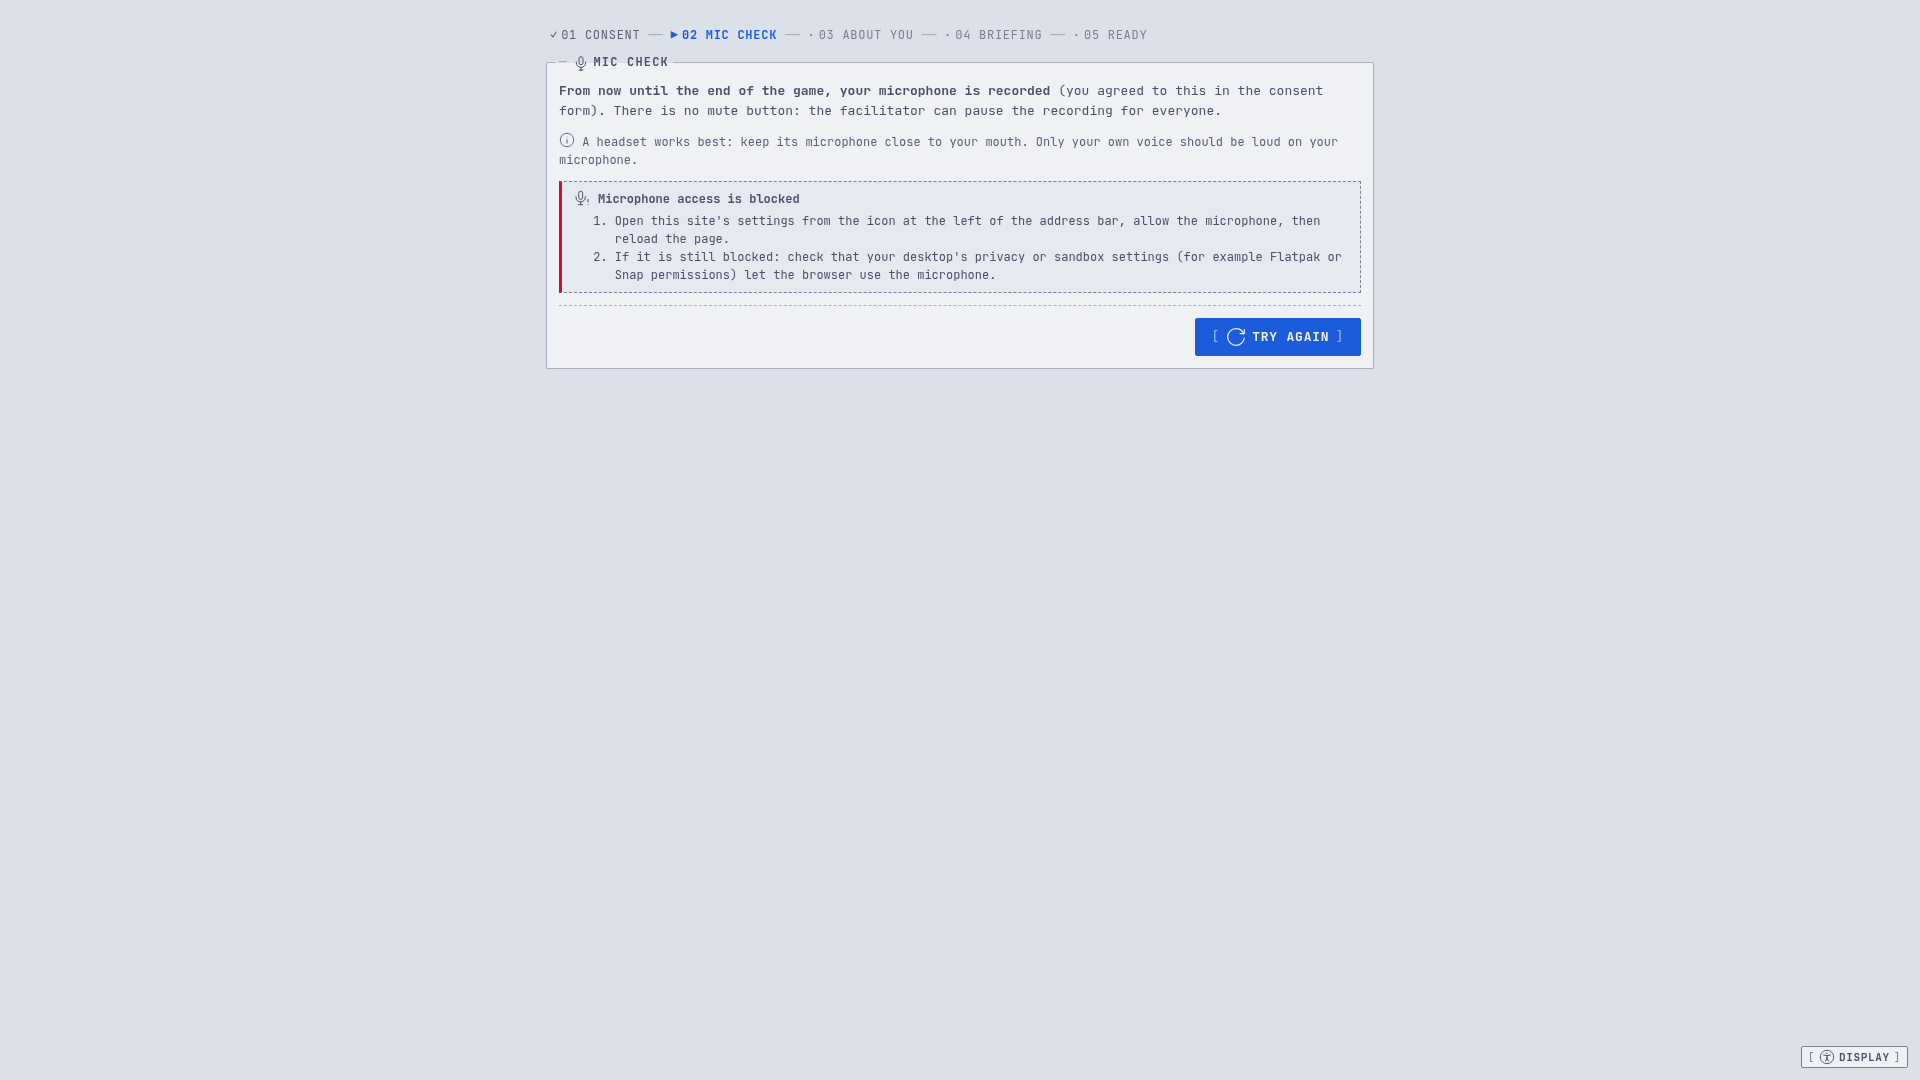 01 CONSENT 02 MIC CHECK 03 ABOUT YOU 04 BRIEFING 05 READY
MIC CHECK
From now until the end of the game, your microphone is recorded (you agreed to this in the consent
form). There is no mute button: the facilitator can pause the recording for everyone.
A headset works best: keep its microphone close to your mouth. Only your own voice should be loud on your
microphone.
Microphone access is blocked
1. Open this site's settings from the icon at the left of the address bar, allow the microphone, then
reload the page.
2. If it is still blocked: check that your desktop's privacy or sandbox settings (for example Flatpak or
Snap permissions) let the browser use the microphone.
[ TRY AGAIN ]
[ DISPLAY ]